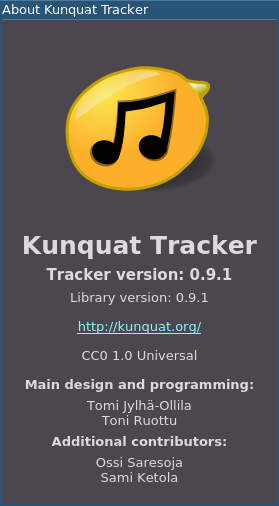 About Kunquat Tracker
Kunquat Tracker
Tracker version: 0.9.1
Library version: 0.9.1
http://kunquat.org/
CC0 1.0 Universal
Main design and programming:
Tomi Jylhä-Ollila
Toni Ruottu
Additional contributors:
Ossi Saresoja
Sami Ketola